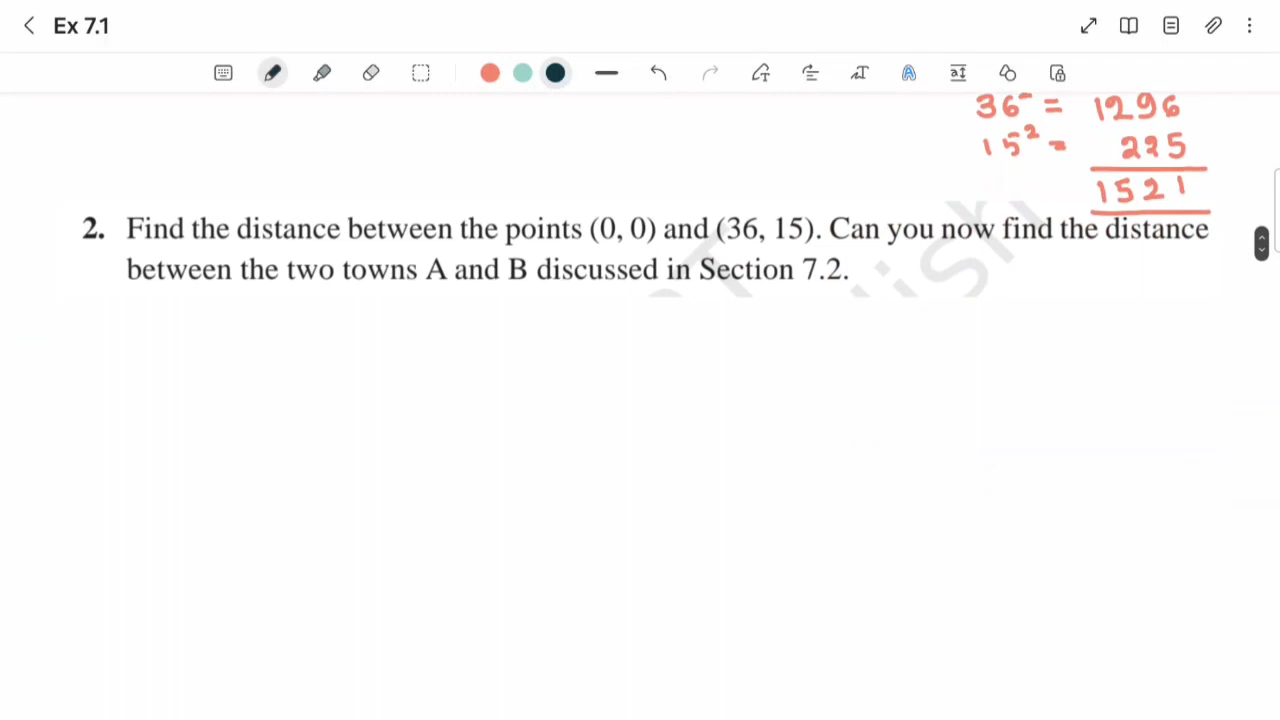 Ex 7.1
36² = 1296
15² = 225
1521
2. Find the distance between the points (0, 0) and (36, 15). Can you now find the distance
between the two towns A and B discussed in Section 7.2.